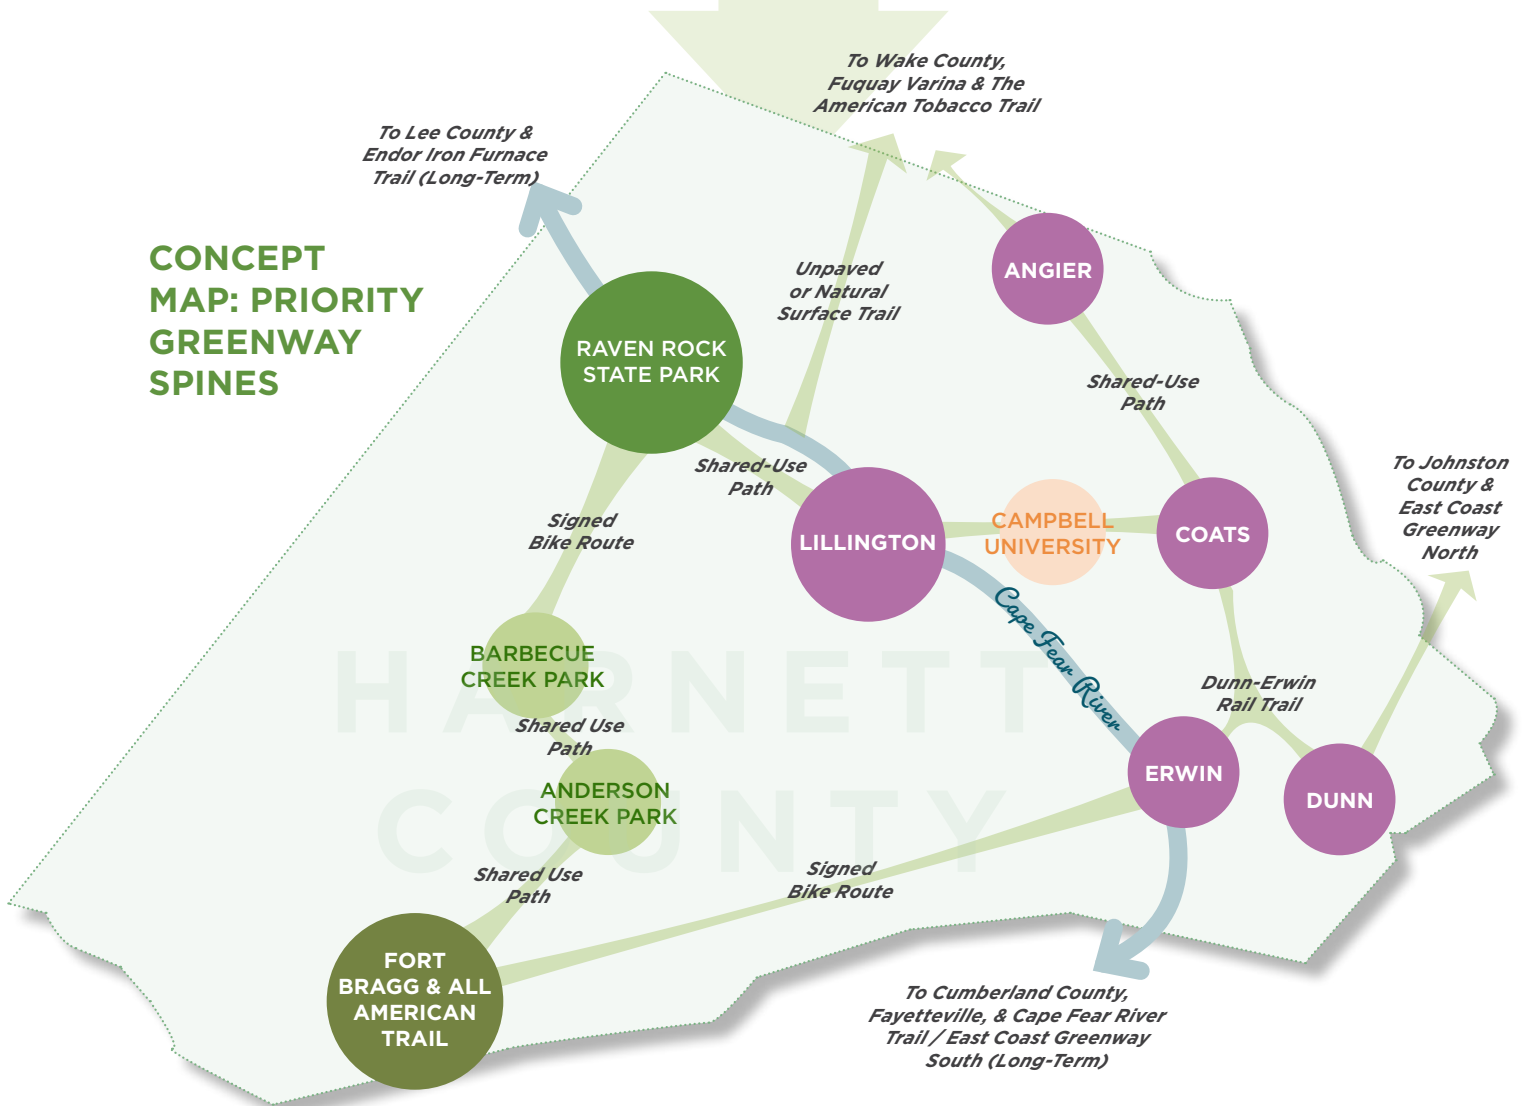 To Wake County,
Fuquay Varina & The
American Tobacco Trail
To Lee County &
Endor Iron Furnace
Trail (Long-Term)
CONCEPT
MAP: PRIORITY
GREENWAY
SPINES
Unpaved
or Natural
Surface Trail
ANGIER
RAVEN ROCK
STATE PARK
Shared-Use
Path
Shared-Use
Path
To Johnston
County &
East Coast
Greenway
North
Signed
Bike Route
LILLINGTON
CAMPBELL
UNIVERSITY
COATS
Cape Fear River
HARNETT
COUNTY
BARBECUE
CREEK PARK
Shared Use
Path
Dunn-Erwin
Rail Trail
ANDERSON
CREEK PARK
ERWIN
DUNN
Shared Use
Path
Signed
Bike Route
FORT
BRAGG & ALL
AMERICAN
TRAIL
To Cumberland County,
Fayetteville, & Cape Fear River
Trail / East Coast Greenway
South (Long-Term)